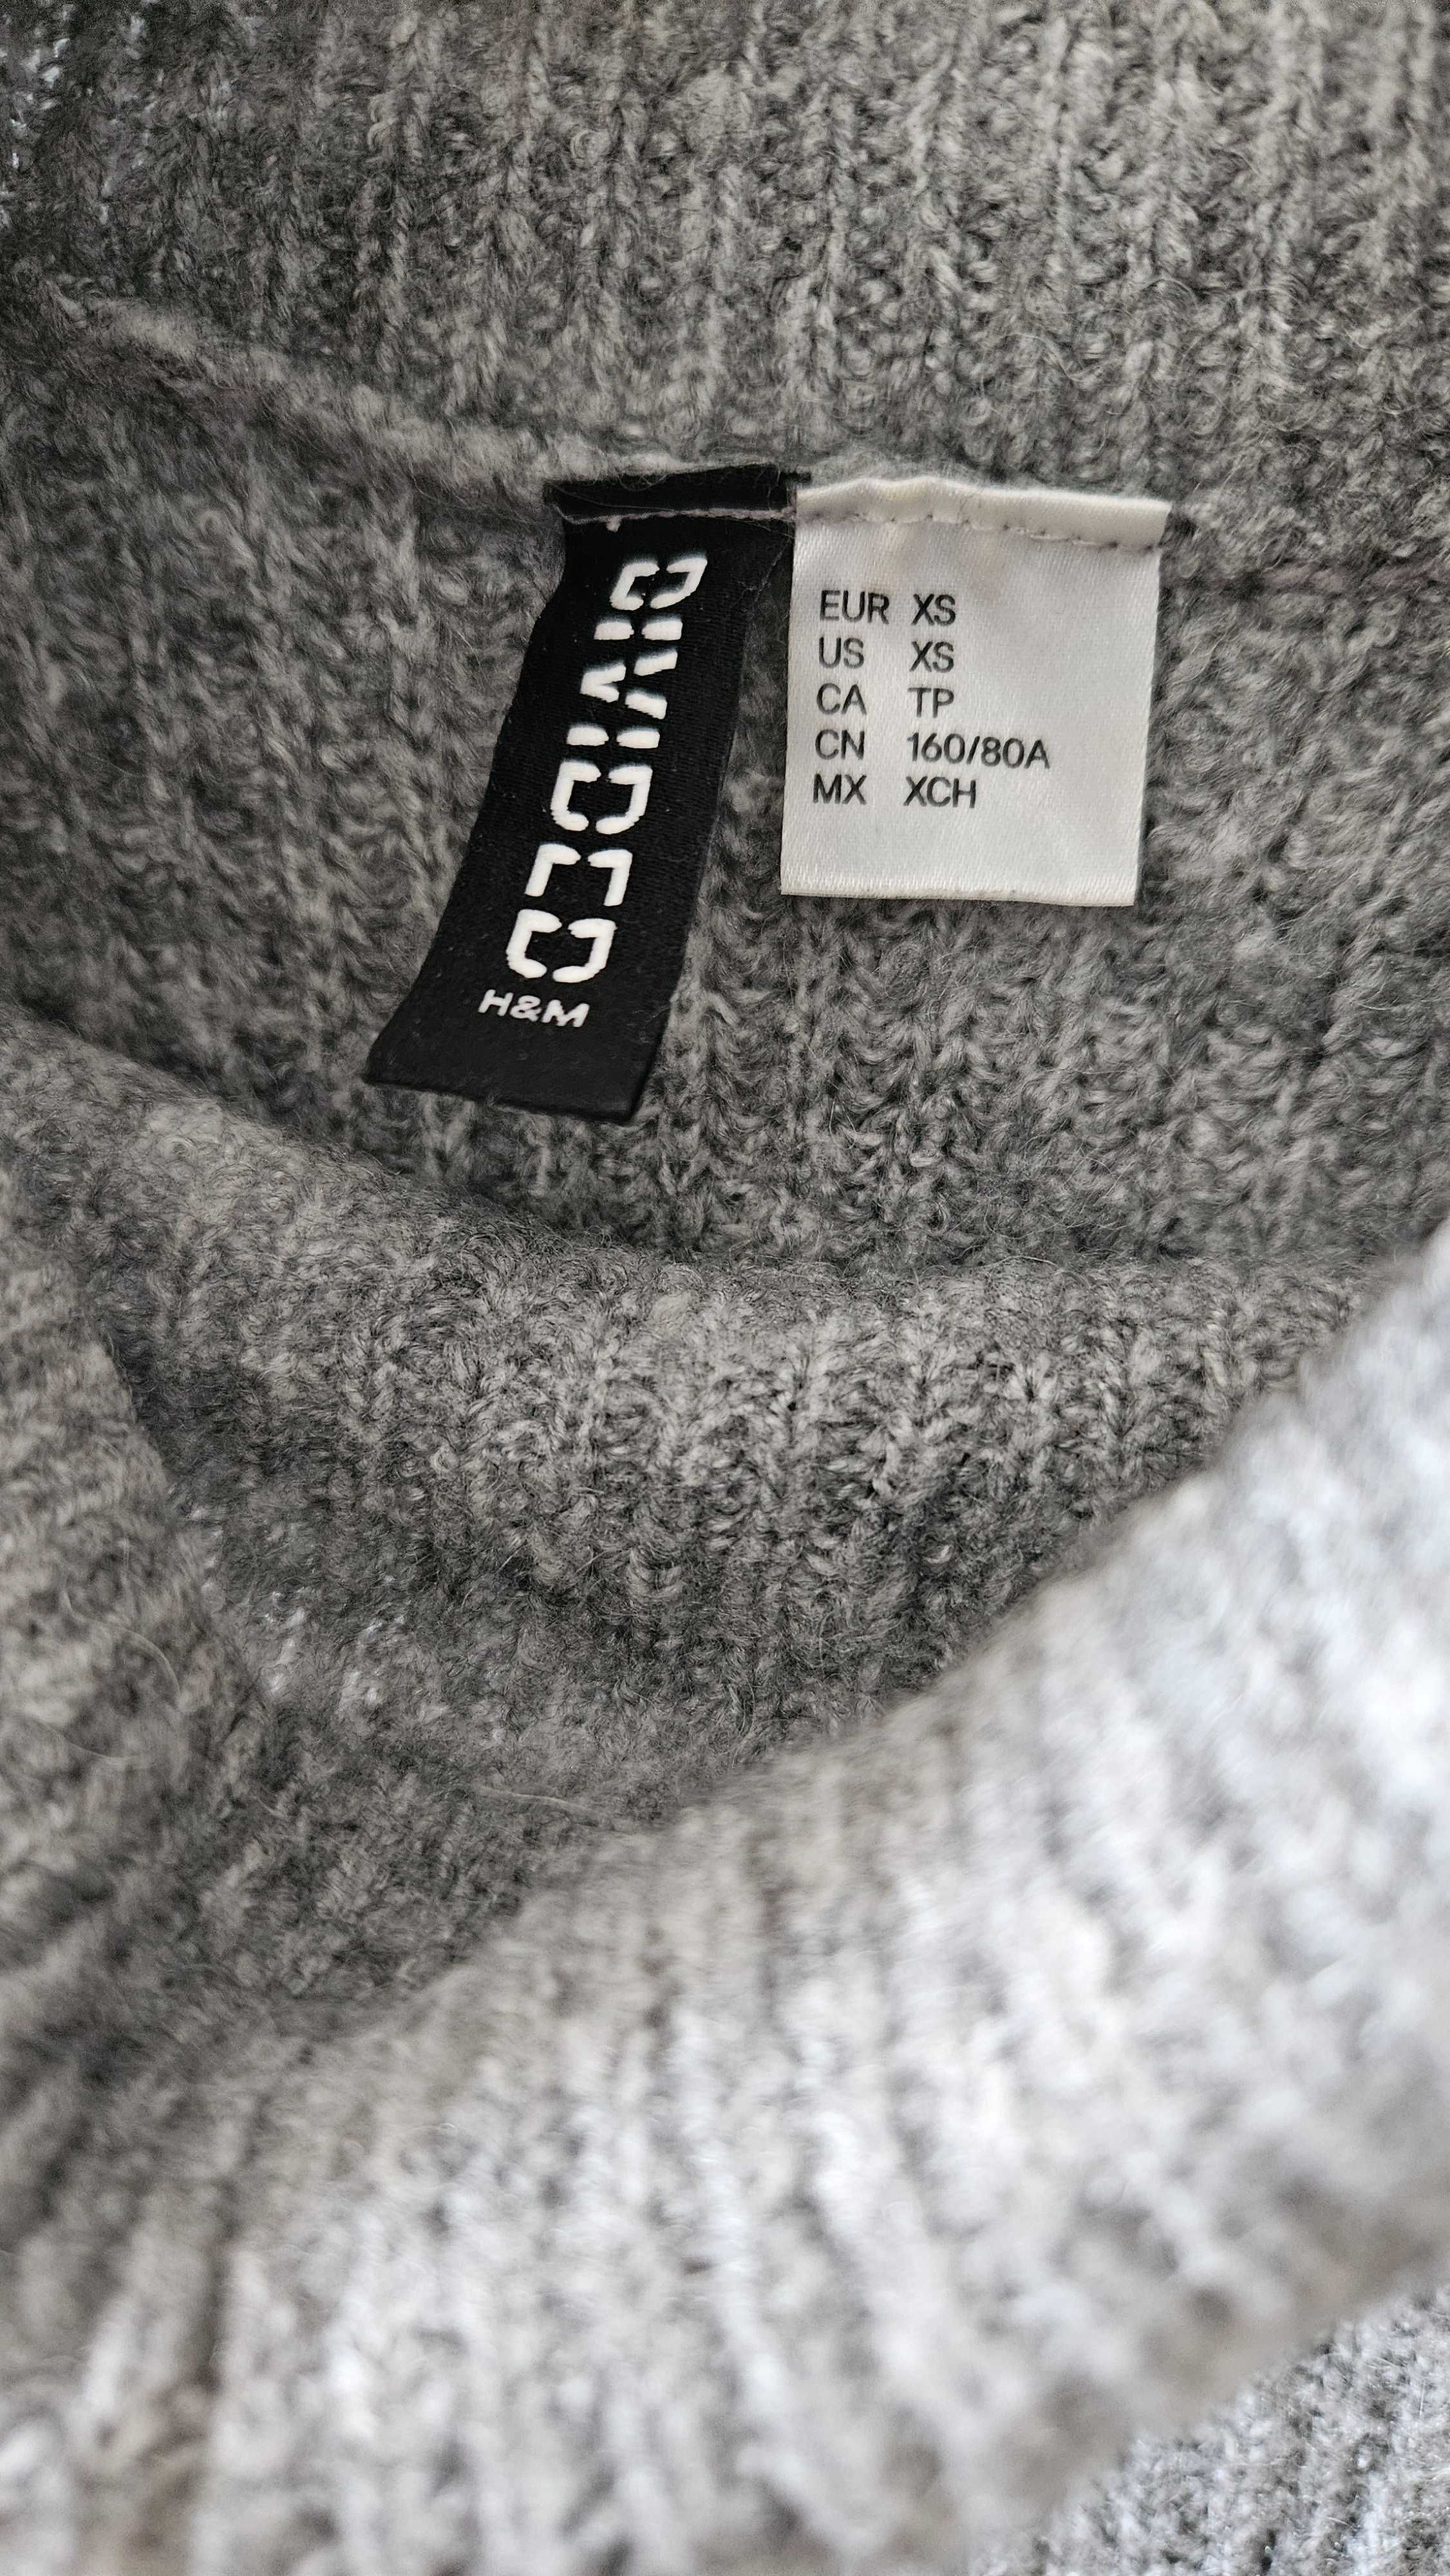 DIVIDED
H&M
EUR XS
US XS
CA TP
CN 160/80A
MX XCH